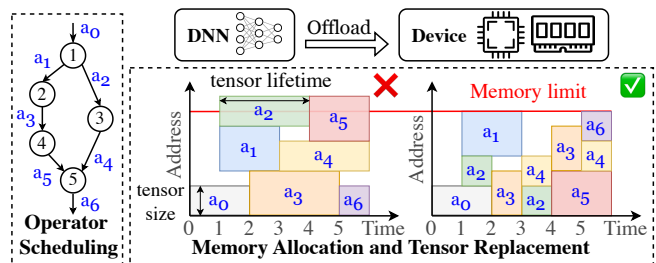 DNN
Offload
Device
a₀
1
a₁
a₂
2
3
a₃
4
a₄
a₅
5
a₆
Operator
Scheduling
tensor lifetime
Address
a₂
a₅
a₁
a₄
tensor
size
a₀
a₃
a₆
0 1 2 3 4 5 Time
Memory limit
Address
a₁
a₆
a₃
a₂
a₄
a₄
a₀
a₃
a₂
a₅
0 1 2 3 4 5 Time
Memory Allocation and Tensor Replacement